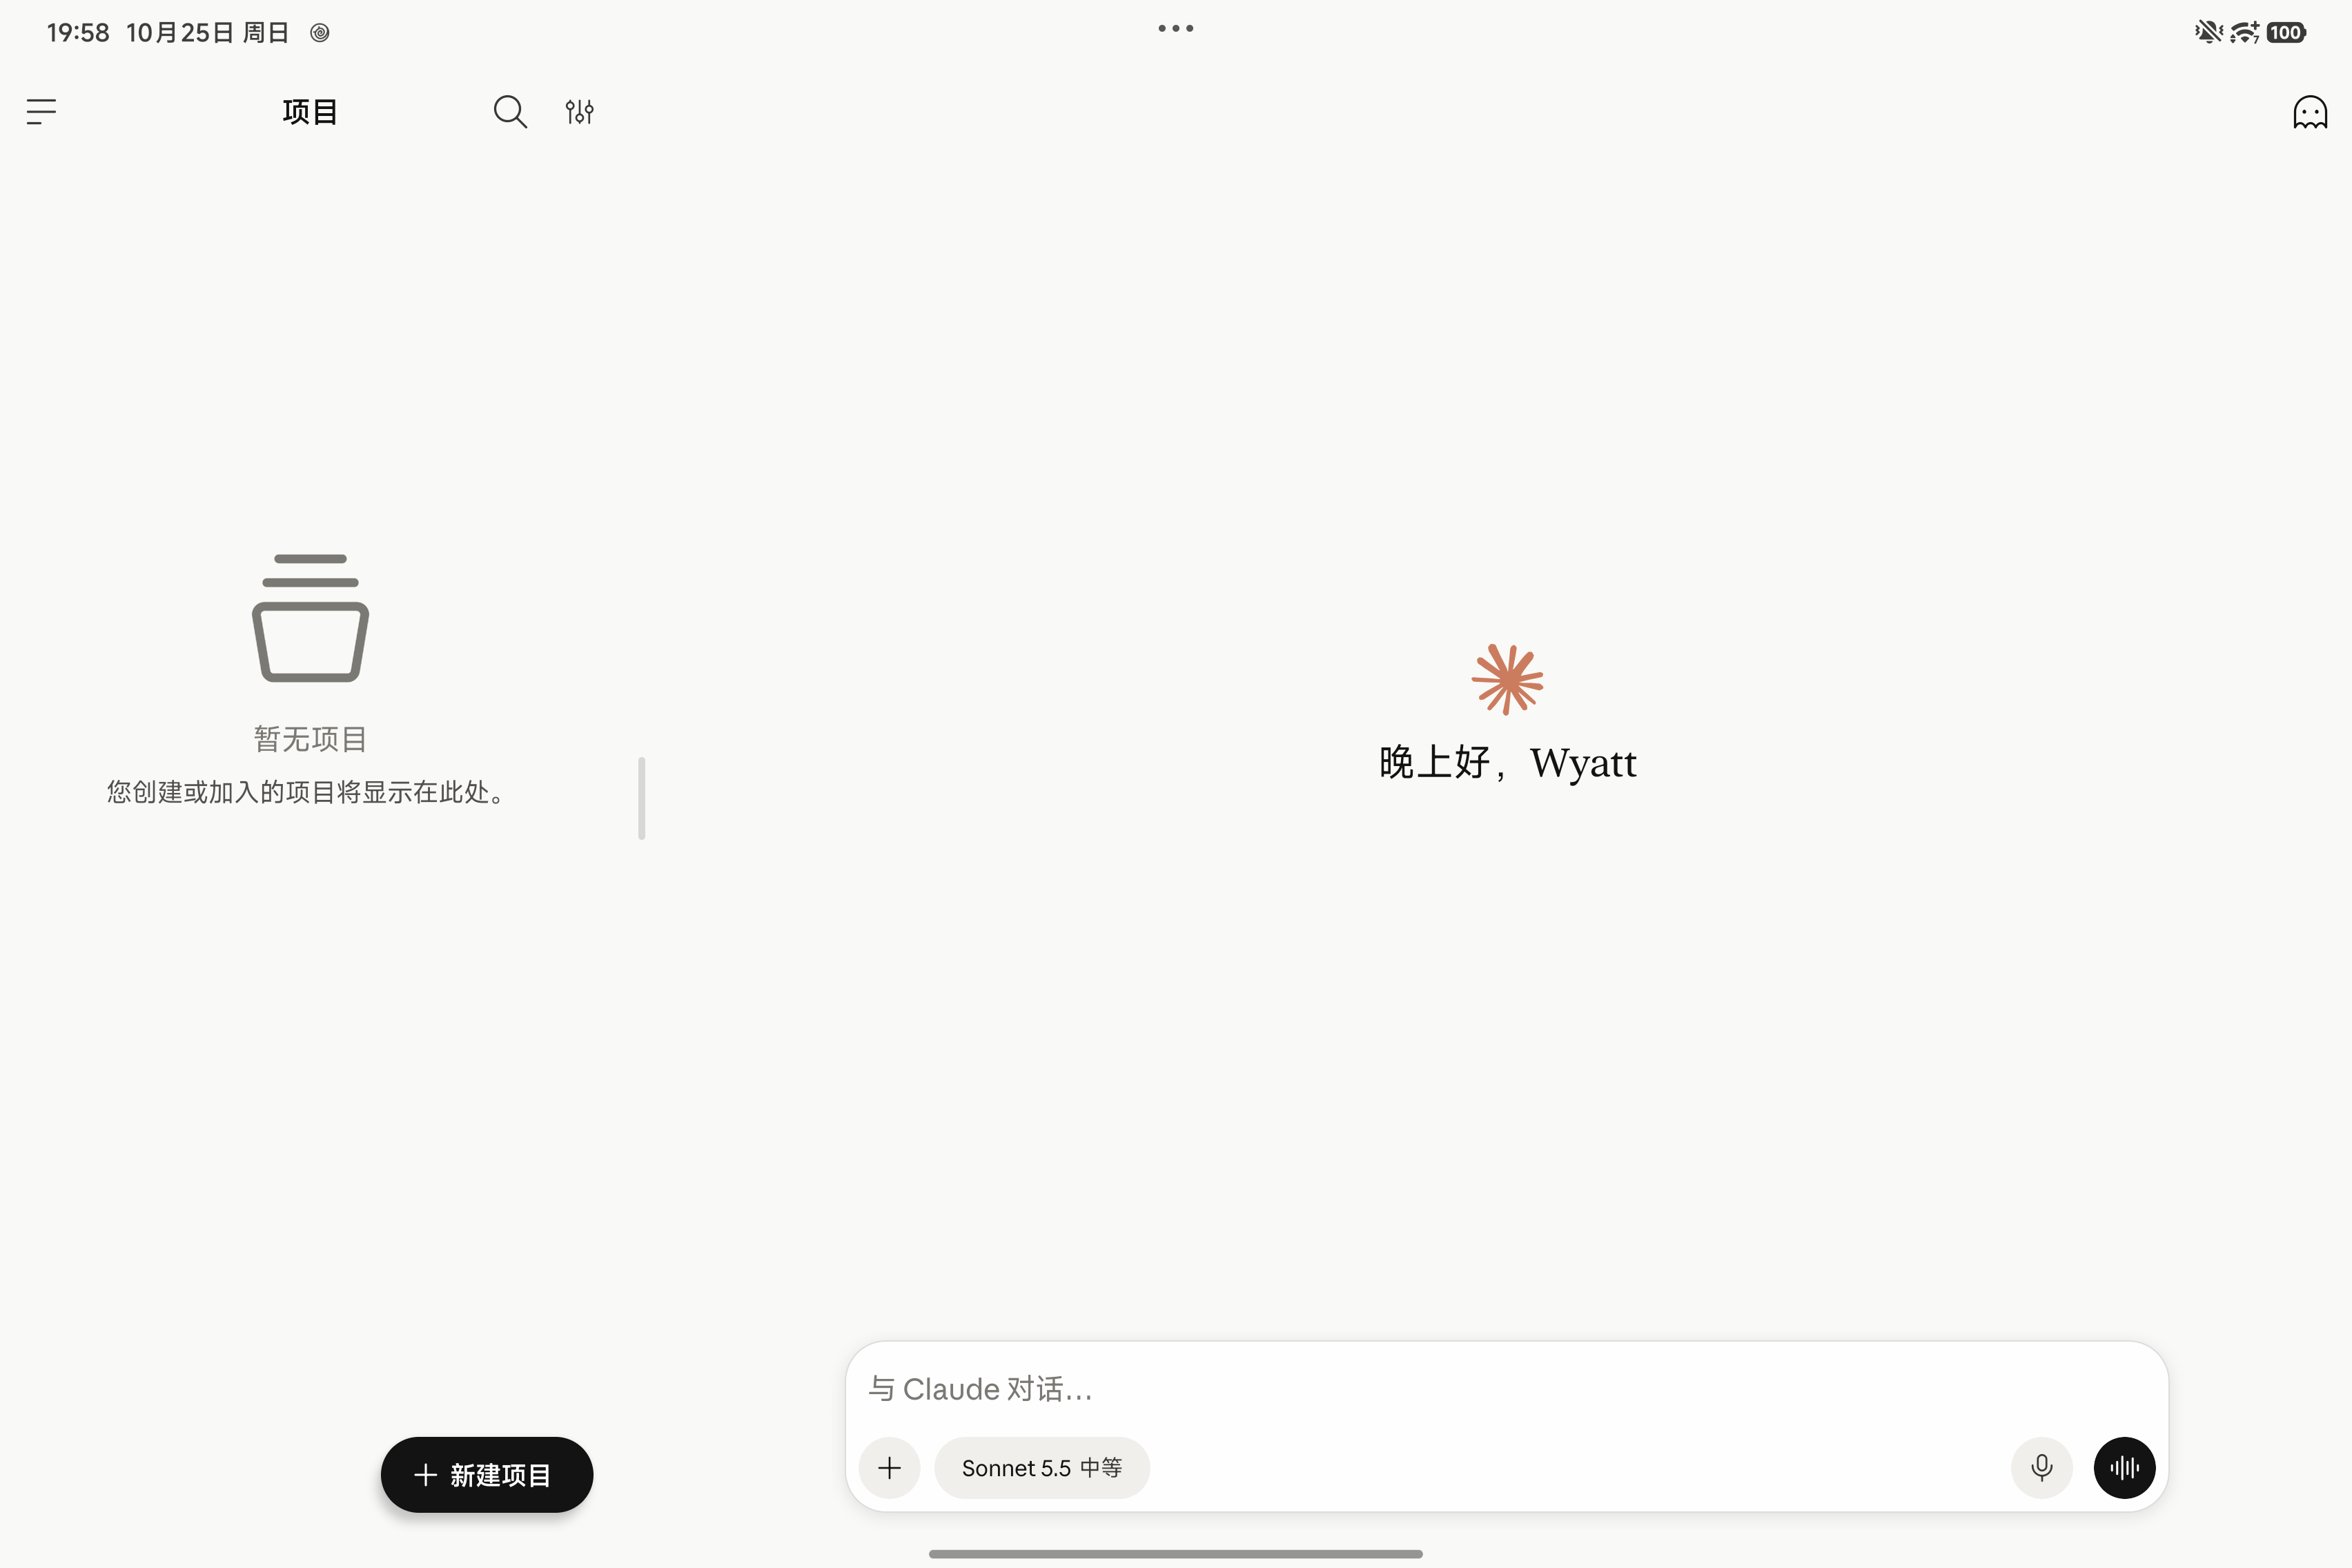 19:58 10月25日 周日
100
项目
暂无项目
您创建或加入的项目将显示在此处。
新建项目
晚上好，Wyatt
与 Claude 对话...
Sonnet 5.5 中等